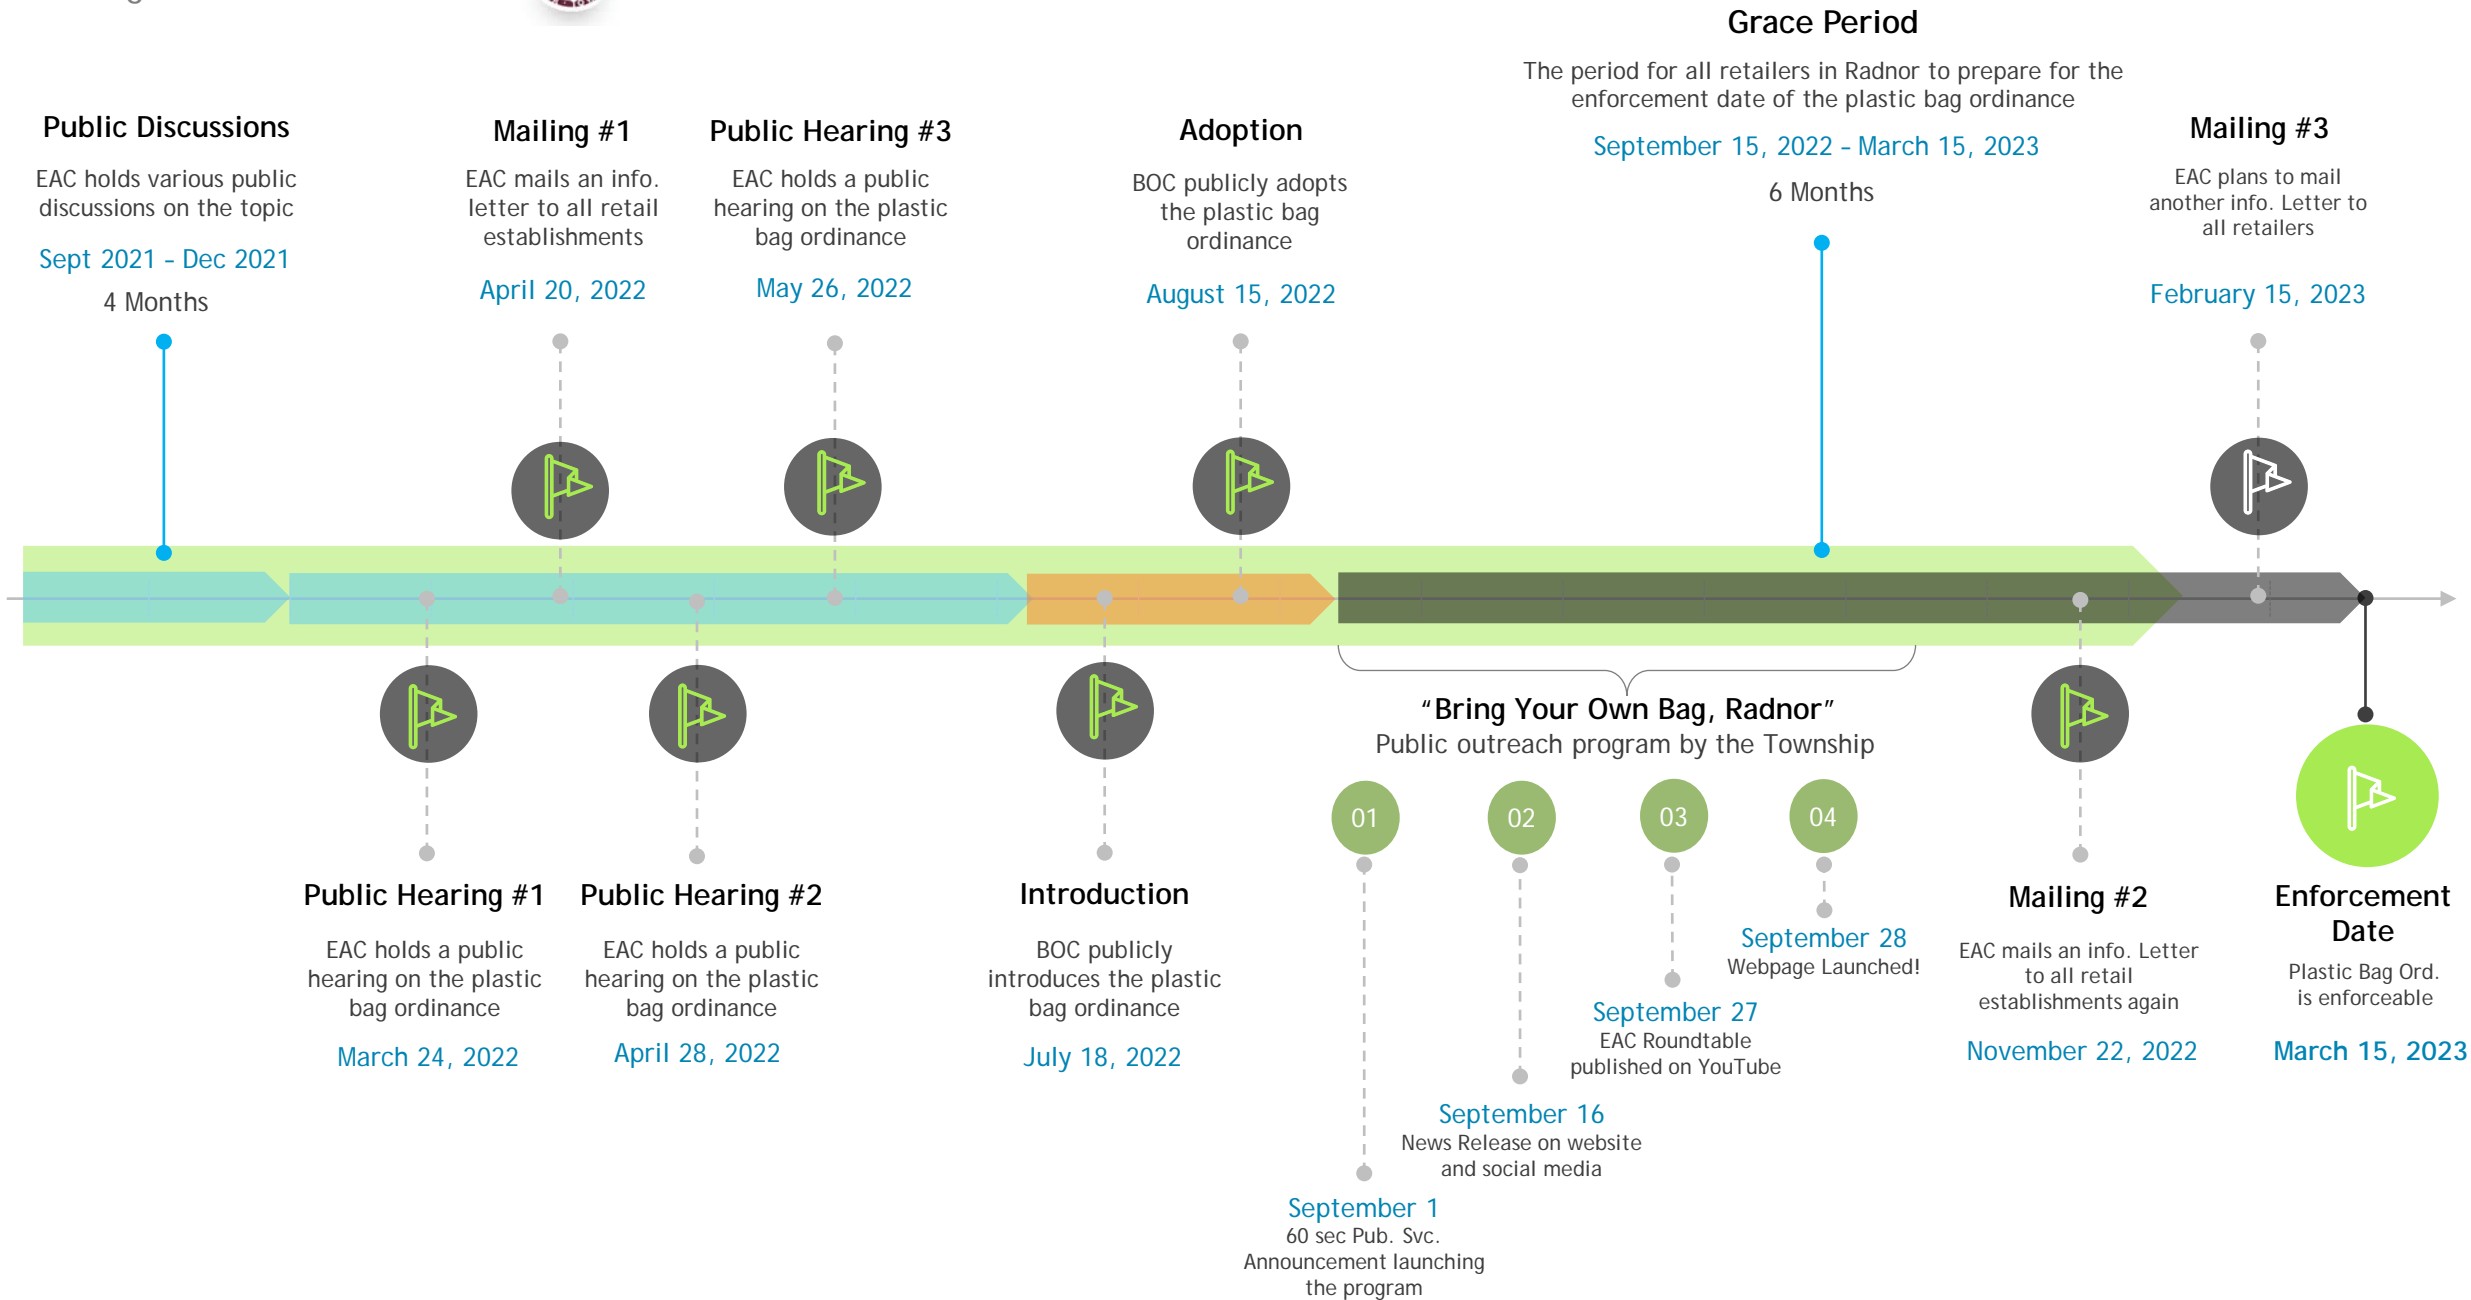 Grace Period
The period for all retailers in Radnor to prepare for the
enforcement date of the plastic bag ordinance
September 15, 2022 – March 15, 2023
6 Months
Public Discussions
EAC holds various public
discussions on the topic
Sept 2021 – Dec 2021
4 Months
Mailing #1
EAC mails an info.
letter to all retail
establishments
April 20, 2022
Public Hearing #3
EAC holds a public
hearing on the plastic
bag ordinance
May 26, 2022
Adoption
BOC publicly adopts
the plastic bag
ordinance
August 15, 2022
Mailing #3
EAC plans to mail
another info. Letter to
all retailers
February 15, 2023
“Bring Your Own Bag, Radnor”
Public outreach program by the Township
01
02
03
04
Public Hearing #1
EAC holds a public
hearing on the plastic
bag ordinance
March 24, 2022
Public Hearing #2
EAC holds a public
hearing on the plastic
bag ordinance
April 28, 2022
Introduction
BOC publicly
introduces the plastic
bag ordinance
July 18, 2022
September 1
60 sec Pub. Svc.
Announcement launching
the program
September 16
News Release on website
and social media
September 27
EAC Roundtable
published on YouTube
September 28
Webpage Launched!
Mailing #2
EAC mails an info. Letter
to all retail
establishments again
November 22, 2022
Enforcement
Date
Plastic Bag Ord.
is enforceable
March 15, 2023